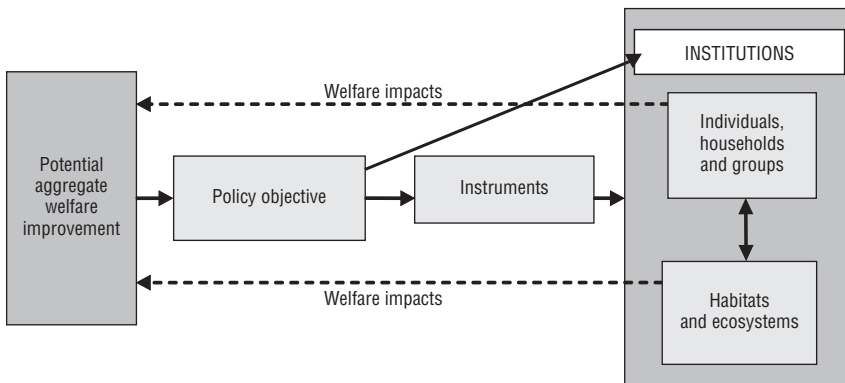 INSTITUTIONS
Welfare impacts
Individuals,
households
and groups
Potential
aggregate
welfare
improvement
Policy objective
Instruments
Welfare impacts
Habitats
and ecosystems